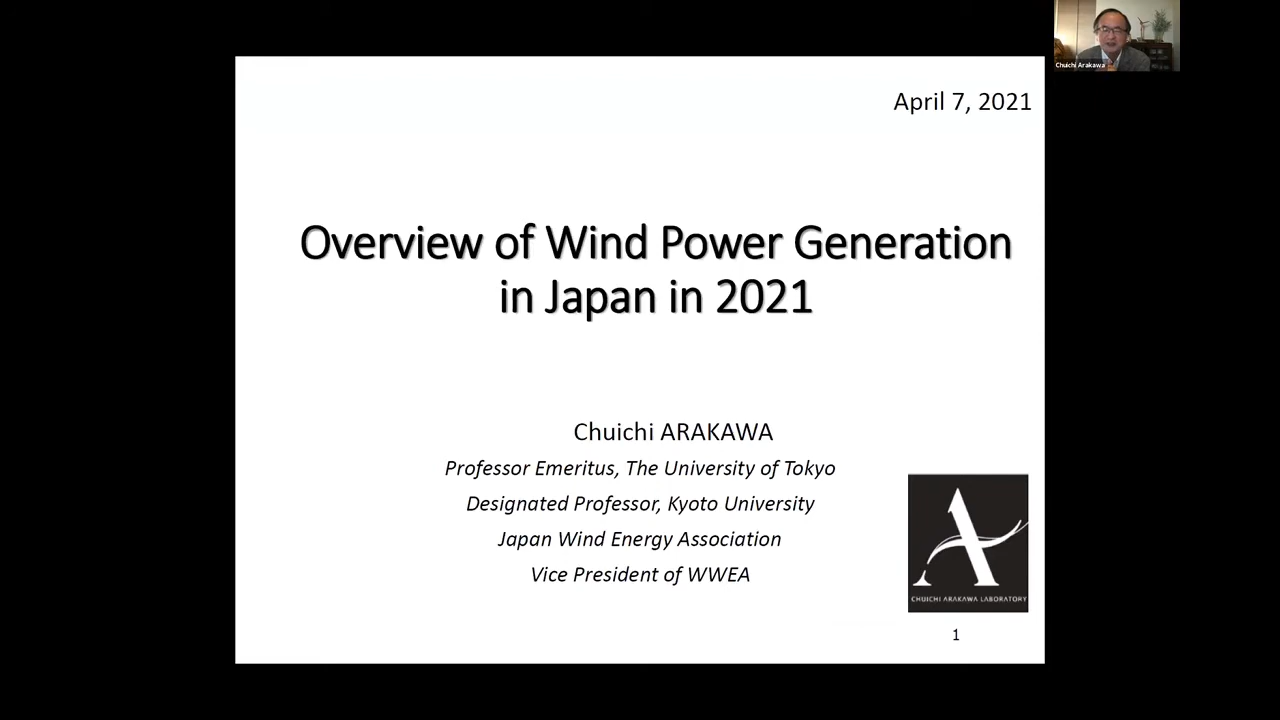 Chuichi Arakawa
April 7, 2021
Overview of Wind Power Generation
in Japan in 2021
Chuichi ARAKAWA
Professor Emeritus, The University of Tokyo
Designated Professor, Kyoto University
Japan Wind Energy Association
Vice President of WWEA
A
CHUICHI ARAKAWA LABORATORY
1